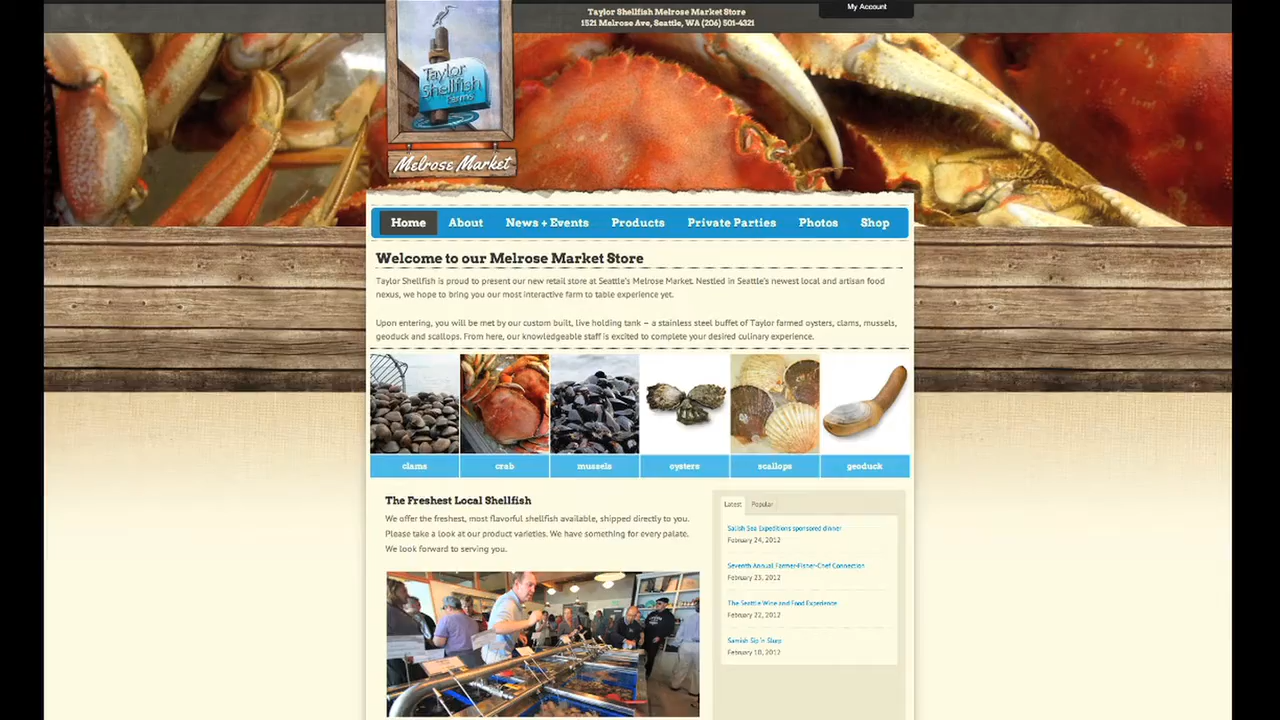 Taylor Shellfish Melrose Market Store
1521 Melrose Ave, Seattle, WA (206) 501-4321
My Account
Taylor
Shellfish
Farms
Melrose Market
Home About News + Events Products Private Parties Photos Shop
Welcome to our Melrose Market Store
Taylor Shellfish is proud to present our new retail store at Seattle's Melrose Market. Nestled in Seattle's newest local and artisan food
nexus, we hope to bring you our most interactive farm to table experience yet.
Upon entering, you will be met by our custom built, live holding tank – a stainless steel buffet of Taylor farmed oysters, clams, mussels,
geoduck and scallops. From here, our knowledgeable staff is excited to complete your desired culinary experience.
clams crab mussels oysters scallops geoduck
The Freshest Local Shellfish
We offer the freshest, most flavorful shellfish available, shipped directly to you.
Please take a look at our product varieties. We have something for every palate.
We look forward to serving you.
Latest Popular
Salish Sea Expeditions sponsored dinner
February 24, 2012
Seventh Annual Farmer-Fisher-Chef Connection
February 23, 2012
The Seattle Wine and Food Experience
February 22, 2012
Samish Sip 'n Slurp
February 18, 2012